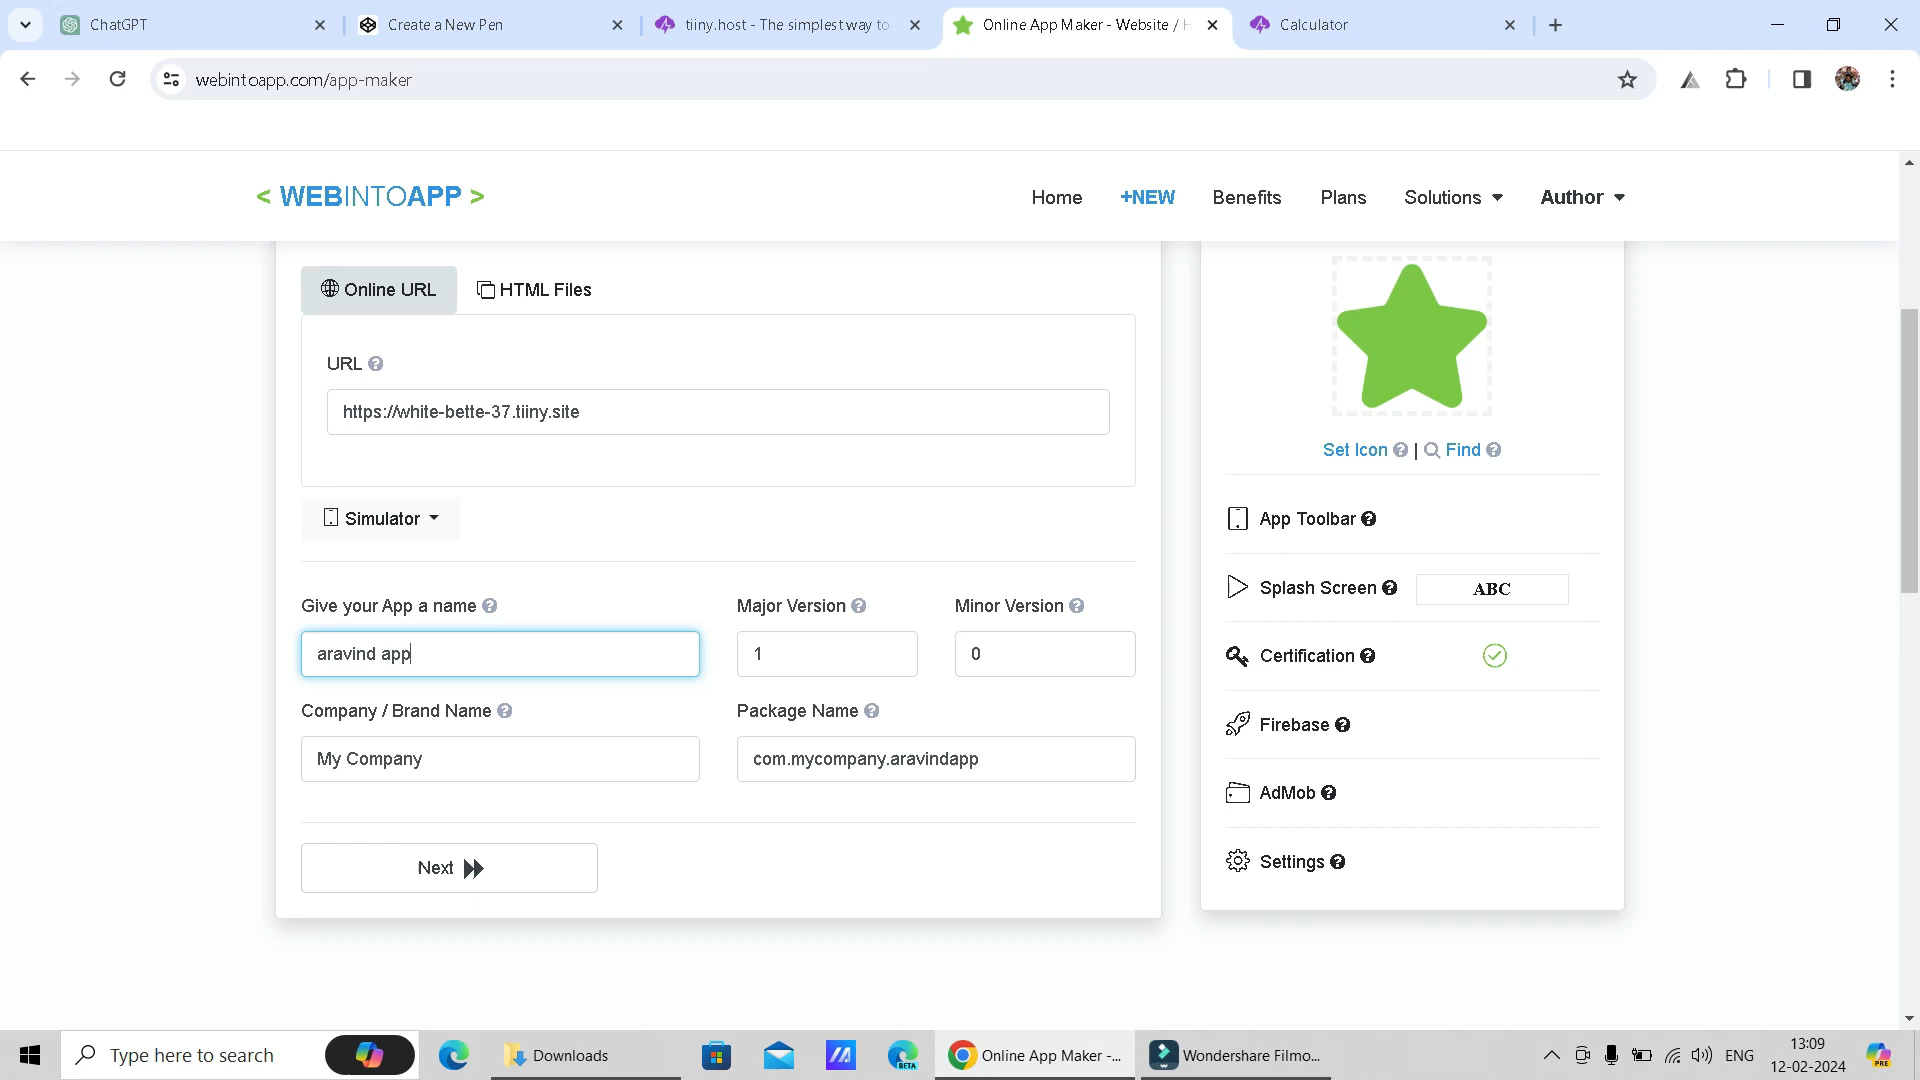 ChatGPT
Create a New Pen
tiiny.host - The simplest way to
Online App Maker - Website / H
Calculator
webintoapp.com/app-maker
< WEBINTOAPP >
Home
+NEW
Benefits
Plans
Solutions
Author
Online URL
HTML Files
URL
https://white-bette-37.tiiny.site
Simulator
Give your App a name
Major Version
Minor Version
aravind app
1
0
Company / Brand Name
Package Name
My Company
com.mycompany.aravindapp
Next
Set Icon | Find
App Toolbar
Splash Screen
ABC
Certification
Firebase
AdMob
Settings
Type here to search
Downloads
BETA
Online App Maker -...
Wondershare Filmo...
ENG
13:09
12-02-2024
PRE